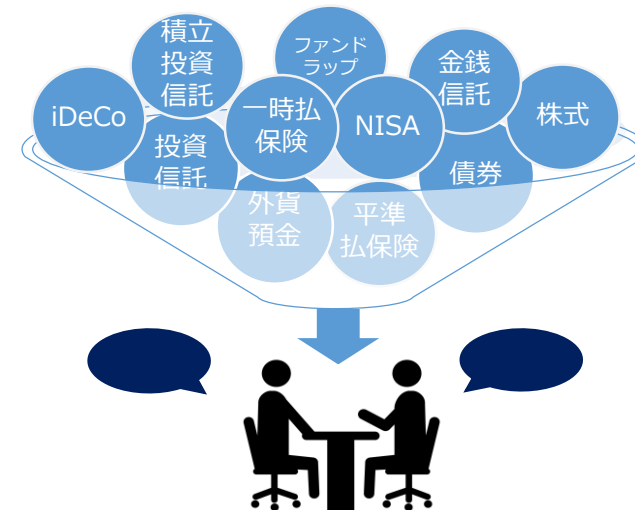 積立
投資
信託
ファンド
ラップ
金銭
信託
iDeCo
一時払
保険
NISA
株式
投資
信託
債券
外貨
預金
平準
払保険